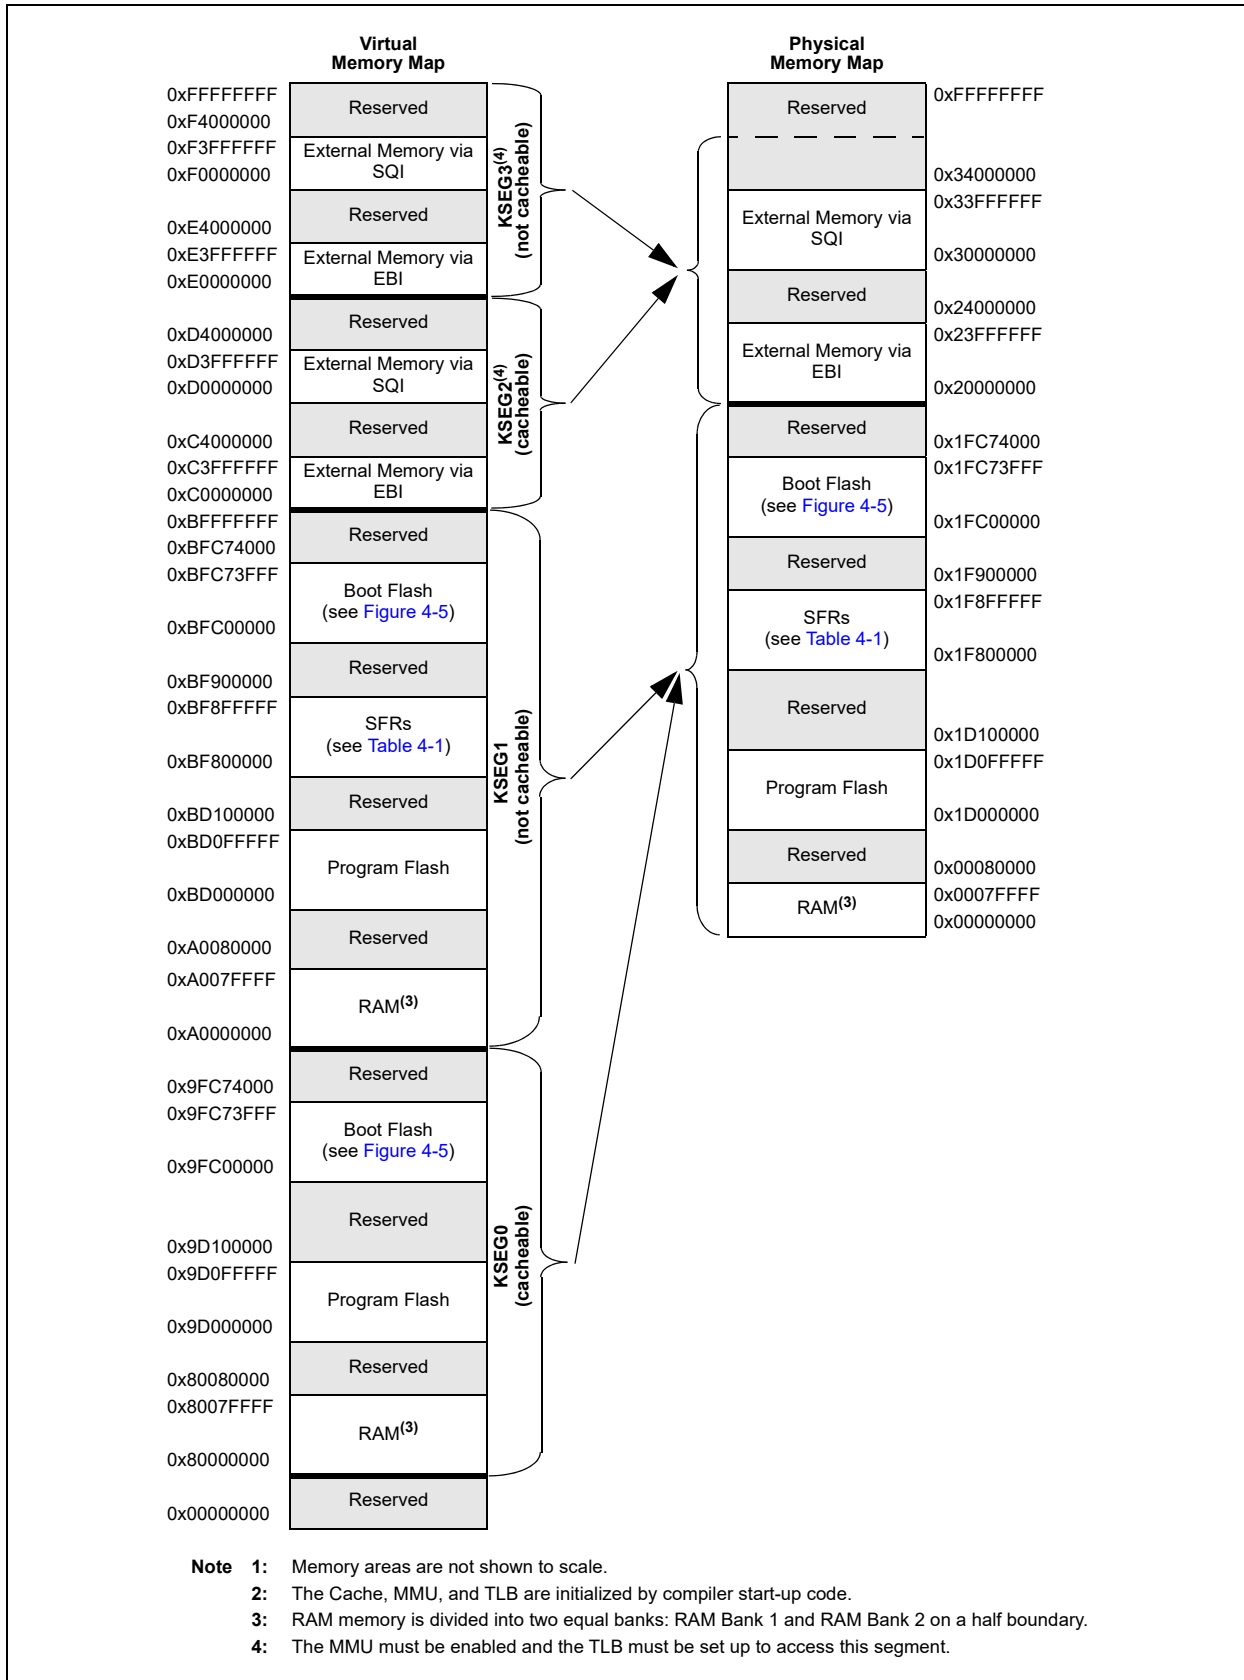 Virtual
Memory Map
0xFFFFFFFF
Reserved
0xF4000000
0xF3FFFFFF
External Memory via
SQI
0xF0000000
Reserved
0xE4000000
0xE3FFFFFF
External Memory via
EBI
0xE0000000
KSEG3(4)
(not cacheable)
Reserved
0xD4000000
0xD3FFFFFF
External Memory via
SQI
0xD0000000
Reserved
0xC4000000
0xC3FFFFFF
External Memory via
EBI
0xC0000000
KSEG2(4)
(cacheable)
0xBFFFFFFF
Reserved
0xBFC74000
0xBFC73FFF
Boot Flash
(see Figure 4-5)
0xBFC00000
Reserved
0xBF900000
0xBF8FFFFF
SFRs
(see Table 4-1)
0xBF800000
Reserved
0xBD100000
0xBD0FFFFF
Program Flash
0xBD000000
Reserved
0xA0080000
0xA007FFFF
RAM(3)
0xA0000000
KSEG1
(not cacheable)
Reserved
0x9FC74000
0x9FC73FFF
Boot Flash
(see Figure 4-5)
0x9FC00000
Reserved
0x9D100000
0x9D0FFFFF
Program Flash
0x9D000000
Reserved
0x80080000
0x8007FFFF
RAM(3)
0x80000000
KSEG0
(cacheable)
Reserved
0x00000000
Physical
Memory Map
Reserved
0xFFFFFFFF
0x34000000
0x33FFFFFF
External Memory via
SQI
0x30000000
Reserved
0x24000000
0x23FFFFFF
External Memory via
EBI
0x20000000
Reserved
0x1FC74000
0x1FC73FFF
Boot Flash
(see Figure 4-5)
0x1FC00000
Reserved
0x1F900000
0x1F8FFFFF
SFRs
(see Table 4-1)
0x1F800000
Reserved
0x1D100000
0x1D0FFFFF
Program Flash
0x1D000000
Reserved
0x00080000
0x0007FFFF
RAM(3)
0x00000000
Note 1: Memory areas are not shown to scale.
2: The Cache, MMU, and TLB are initialized by compiler start-up code.
3: RAM memory is divided into two equal banks: RAM Bank 1 and RAM Bank 2 on a half boundary.
4: The MMU must be enabled and the TLB must be set up to access this segment.